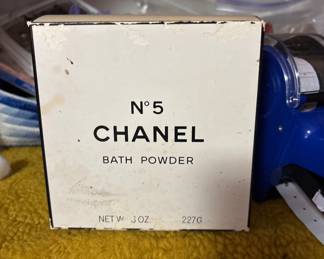 N°5
CHANEL
BATH POWDER
NET W OZ. 227G